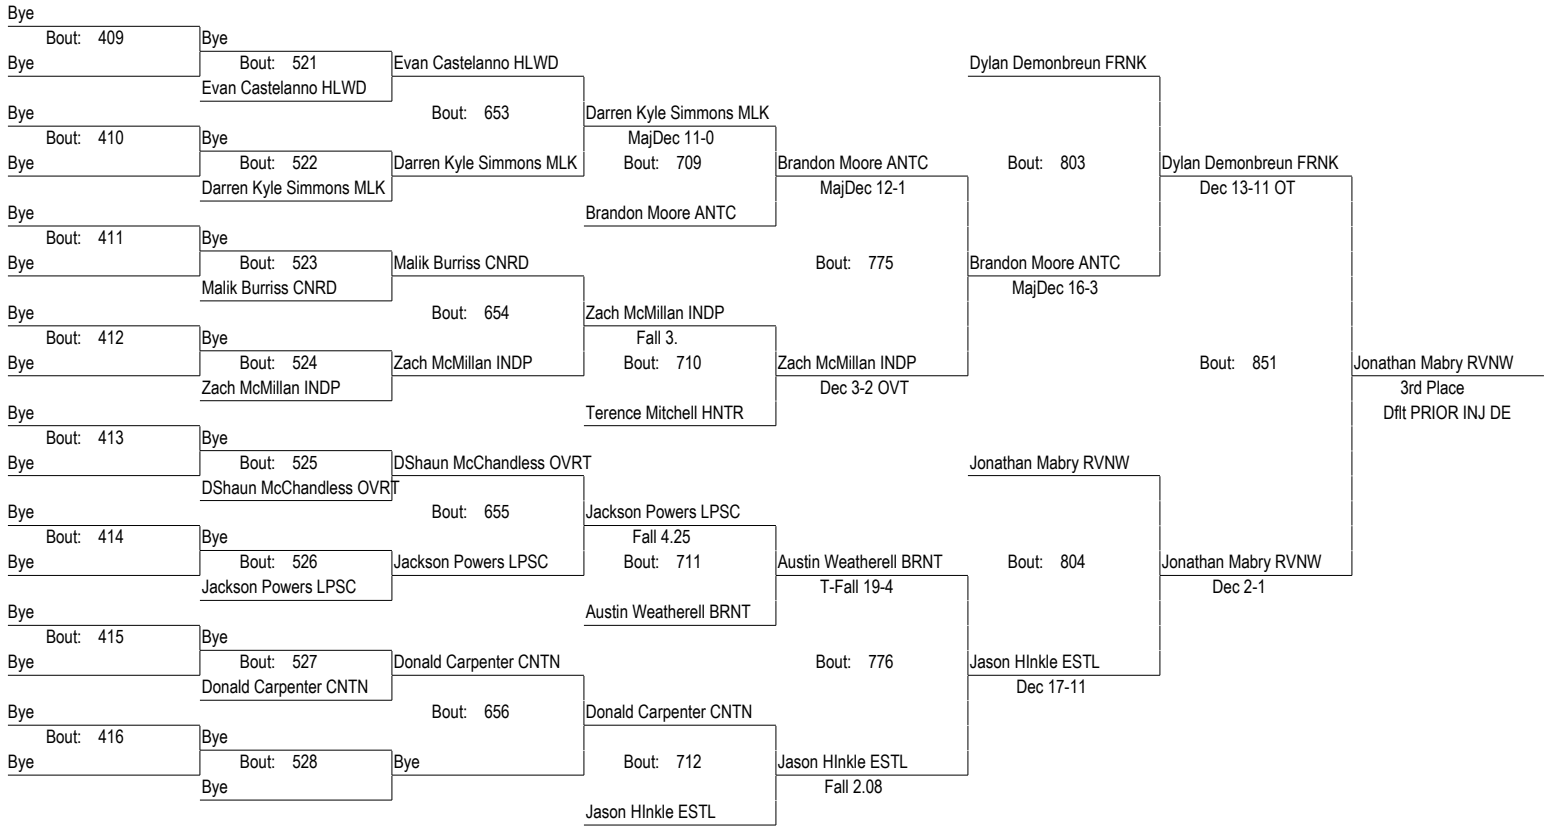 Bye
Bout: 409
Bye
Bye
Bout: 410
Bye
Bye
Bout: 411
Bye
Bye
Bout: 412
Bye
Bye
Bout: 413
Bye
Bye
Bout: 414
Bye
Bye
Bout: 415
Bye
Bye
Bout: 416
Bye
Bye
Bout: 521
Evan Castelanno HLWD
Bye
Bout: 522
Darren Kyle Simmons MLK
Bye
Bout: 523
Malik Burriss CNRD
Bye
Bout: 524
Zach McMillan INDP
Bye
Bout: 525
DShaun McChandless OVRT
Bye
Bout: 526
Jackson Powers LPSC
Bye
Bout: 527
Donald Carpenter CNTN
Bye
Bout: 528
Bye
Evan Castelanno HLWD
Bout: 653
Darren Kyle Simmons MLK
Malik Burriss CNRD
Bout: 654
Zach McMillan INDP
DShaun McChandless OVRT
Bout: 655
Jackson Powers LPSC
Donald Carpenter CNTN
Bout: 656
Bye
Darren Kyle Simmons MLK
MajDec 11-0
Bout: 709
Brandon Moore ANTC
Zach McMillan INDP
Fall 3.
Bout: 710
Terence Mitchell HNTR
Jackson Powers LPSC
Fall 4.25
Bout: 711
Austin Weatherell BRNT
Donald Carpenter CNTN
Bout: 712
Jason HInkle ESTL
Brandon Moore ANTC
MajDec 12-1
Bout: 775
Zach McMillan INDP
Dec 3-2 OVT
Austin Weatherell BRNT
T-Fall 19-4
Bout: 776
Jason HInkle ESTL
Fall 2.08
Dylan Demonbreun FRNK
Bout: 803
Brandon Moore ANTC
MajDec 16-3
Jonathan Mabry RVNW
Bout: 804
Jason HInkle ESTL
Dec 17-11
Dylan Demonbreun FRNK
Dec 13-11 OT
Bout: 851
Jonathan Mabry RVNW
Dec 2-1
Jonathan Mabry RVNW
3rd Place
Dflt PRIOR INJ DE